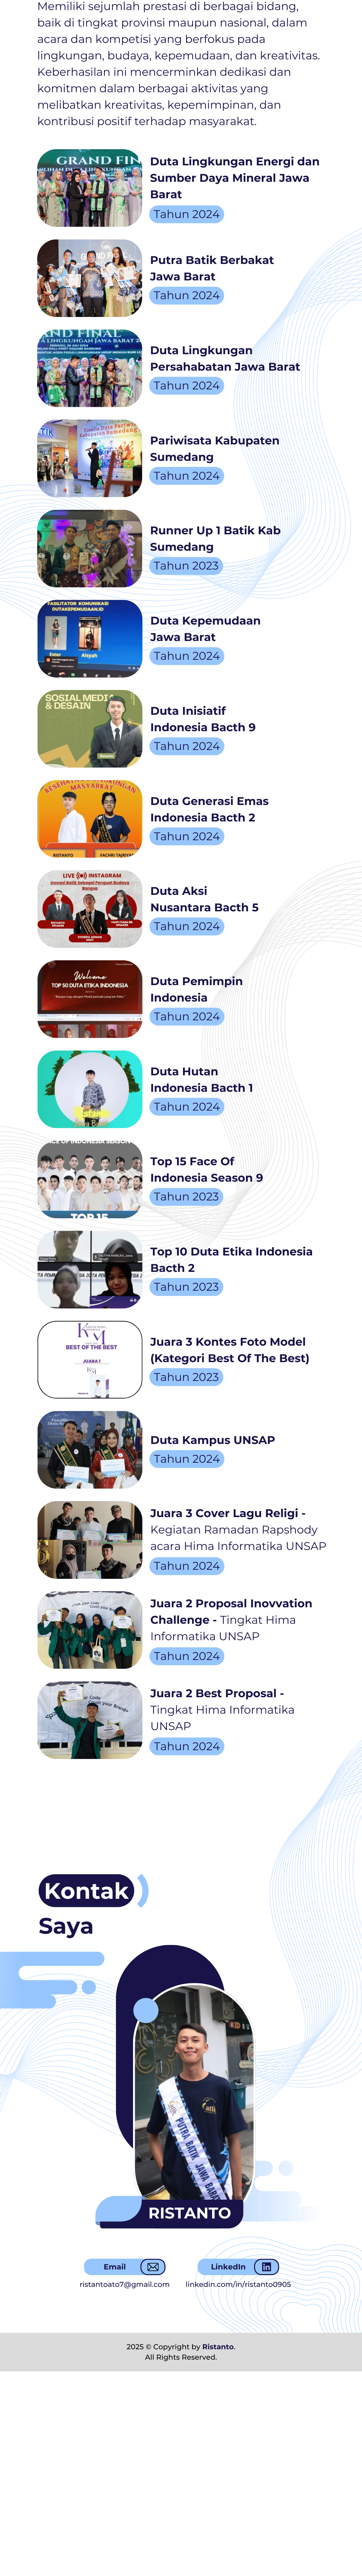 Memiliki sejumlah prestasi di berbagai bidang,
baik di tingkat provinsi maupun nasional, dalam
acara dan kompetisi yang berfokus pada
lingkungan, budaya, kepemudaan, dan kreativitas.
Keberhasilan ini mencerminkan dedikasi dan
komitmen dalam berbagai aktivitas yang
melibatkan kreativitas, kepemimpinan, dan
kontribusi positif terhadap masyarakat.
GRAND FIN
Duta Lingkungan Energi dan
Sumber Daya Mineral Jawa
Barat
Tahun 2024
Putra Batik Berbakat
Jawa Barat
Tahun 2024
Duta Lingkungan
Persahabatan Jawa Barat
Tahun 2024
Pariwisata Kabupaten
Sumedang
Tahun 2024
Runner Up 1 Batik Kab
Sumedang
Tahun 2023
FASILITATOR KOMUNIKASI
DUTAKEPEMUDAAN.ID
Aisyah
Duta Kepemudaan
Jawa Barat
Tahun 2024
SOSIAL MEDIA
& DESAIN
Duta Inisiatif
Indonesia Bacth 9
Tahun 2024
RISTANTO
Duta Generasi Emas
Indonesia Bacth 2
Tahun 2024
LIVE INSTAGRAM
Duta Aksi
Nusantara Bacth 5
Tahun 2024
Welcome
TOP 50 DUTA ETIKA INDONESIA
Duta Pemimpin
Indonesia
Tahun 2024
Duta Hutan
Indonesia Bacth 1
Tahun 2024
TOP 15
Top 15 Face Of
Indonesia Season 9
Tahun 2023
Top 10 Duta Etika Indonesia
Bacth 2
Tahun 2023
BEST OF THE BEST
JUARA 1
Juara 3 Kontes Foto Model
(Kategori Best Of The Best)
Tahun 2023
Duta Kampus UNSAP
Tahun 2024
Juara 3 Cover Lagu Religi -
Kegiatan Ramadan Rapshody
acara Hima Informatika UNSAP
Tahun 2024
Juara 2 Proposal Inovvation
Challenge - Tingkat Hima
Informatika UNSAP
Tahun 2024
Juara 2 Best Proposal -
Tingkat Hima Informatika
UNSAP
Tahun 2024
Kontak
Saya
PUTRA BATIK JAWA BARAT
RISTANTO
Email
LinkedIn
ristantoato7@gmail.com
linkedin.com/in/ristanto0905
2025 © Copyright by Ristanto.
All Rights Reserved.